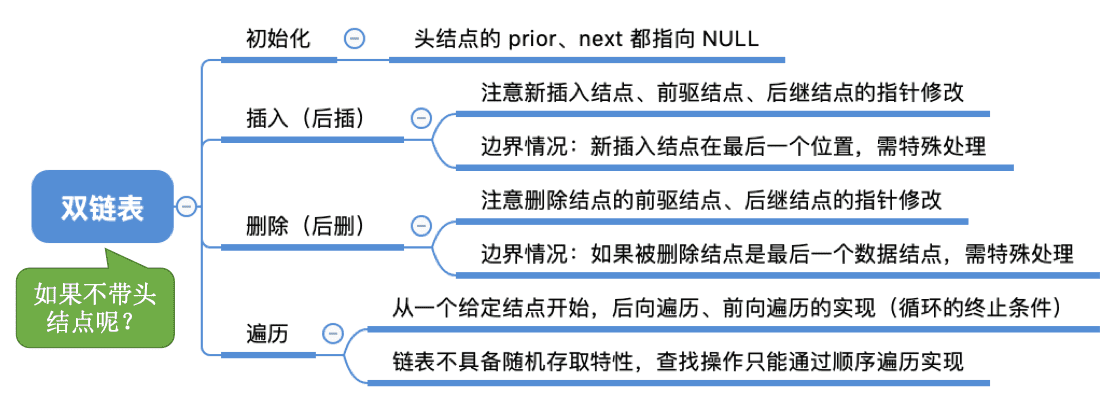 双链表
如果不带头
结点呢？
初始化
头结点的 prior、next 都指向 NULL
插入（后插）
注意新插入结点、前驱结点、后继结点的指针修改
边界情况：新插入结点在最后一个位置，需特殊处理
删除（后删）
注意删除结点的前驱结点、后继结点的指针修改
边界情况：如果被删除结点是最后一个数据结点，需特殊处理
遍历
从一个给定结点开始，后向遍历、前向遍历的实现（循环的终止条件）
链表不具备随机存取特性，查找操作只能通过顺序遍历实现